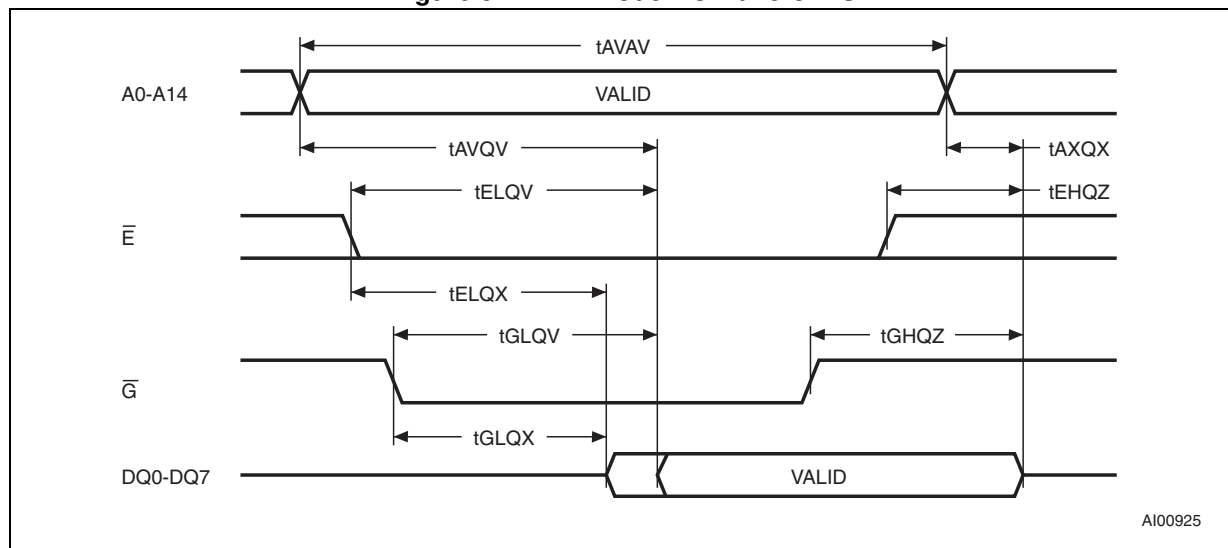 tAVAV
A0-A14
VALID
tAVQV
tAXQX
tELQV
tEHQZ
E̅
tELQX
tGLQV
tGHQZ
G̅
tGLQX
DQ0-DQ7
VALID
AI00925